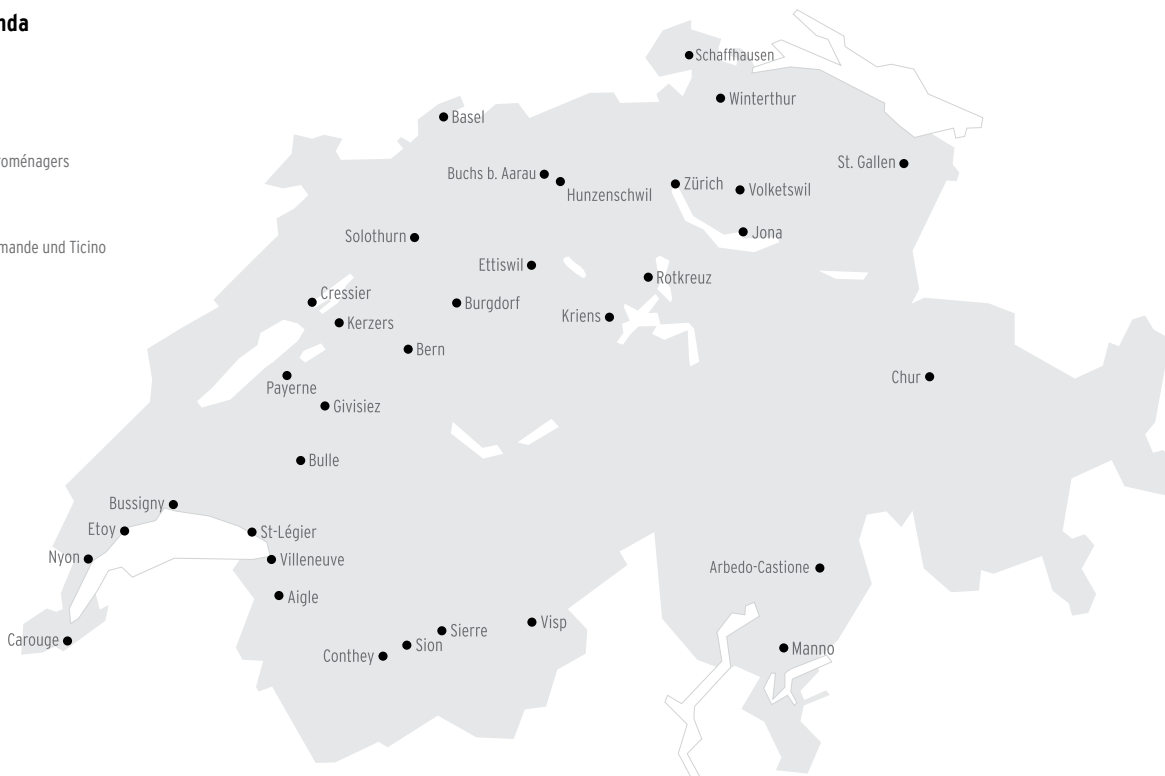 nda
Schaffhausen
Winterthur
Basel
roménagers
St. Gallen
Buchs b. Aarau
Hunzenschwil
Zürich
Volketswil
Jona
Solothurn
mande und Ticino
Ettiswil
Rotkreuz
Cressier
Burgdorf
Kriens
Kerzers
Bern
Chur
Payerne
Givisiez
Bulle
Bussigny
Etoy
St-Légier
Nyon
Villeneuve
Arbedo-Castione
Aigle
Visp
Sierre
Carouge
Sion
Manno
Conthey